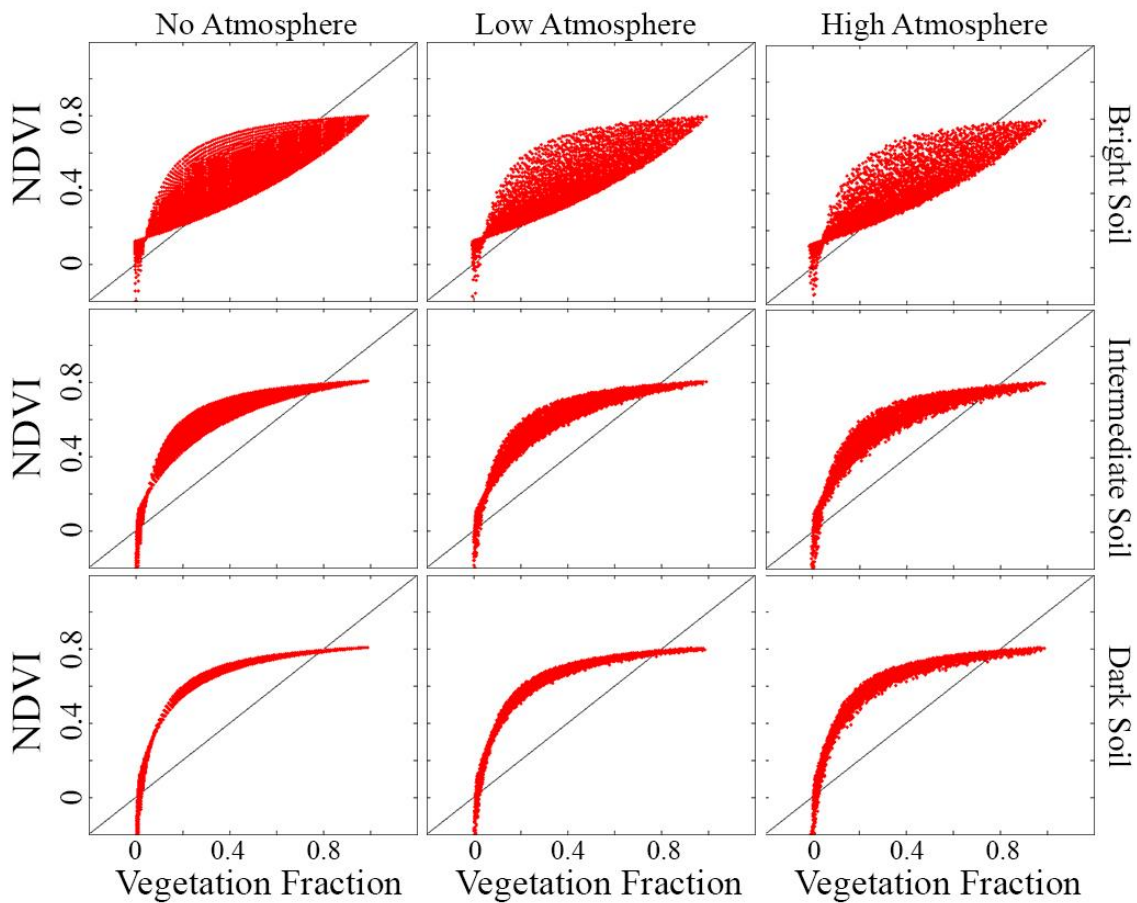 No Atmosphere Low Atmosphere High Atmosphere
NDVI 0.8 0.4 0 Bright Soil
NDVI 0.8 0.4 0 Intermediate Soil
NDVI 0.8 0.4 0 Dark Soil
0 0.4 0.8 0 0.4 0.8 0 0.4 0.8
Vegetation Fraction Vegetation Fraction Vegetation Fraction